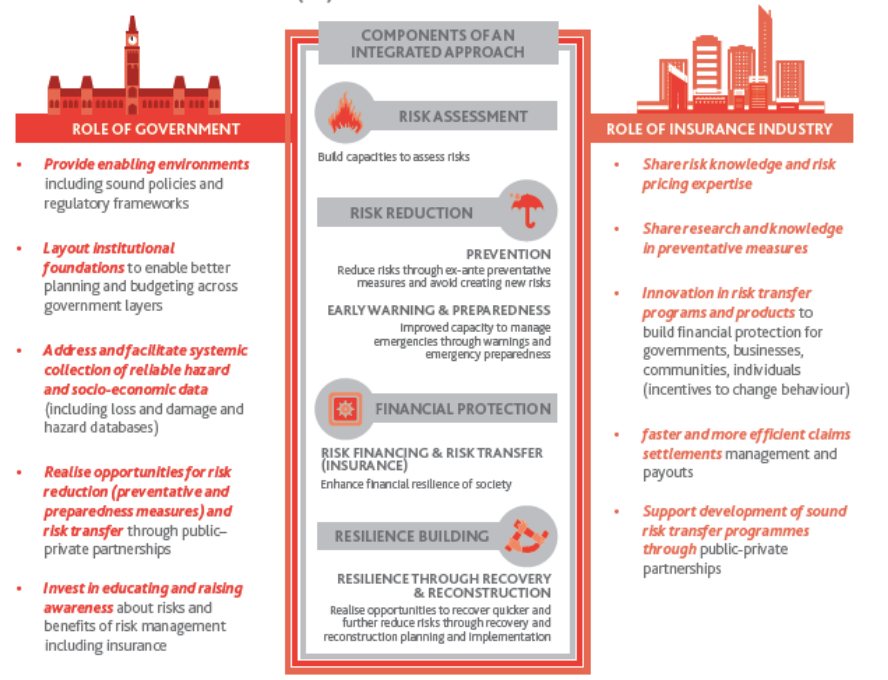 ROLE OF GOVERNMENT
• Provide enabling environments
including sound policies and
regulatory frameworks
• Layout institutional
foundations to enable better
planning and budgeting across
government layers
• Address and facilitate systemic
collection of reliable hazard
and socio-economic data
(including loss and damage and
hazard databases)
• Realise opportunities for risk
reduction (preventative and
preparedness measures) and
risk transfer through public–
private partnerships
• Invest in educating and raising
awareness about risks and
benefits of risk management
including insurance
COMPONENTS OF AN
INTEGRATED APPROACH
RISK ASSESSMENT
Build capacities to assess risks
RISK REDUCTION
PREVENTION
Reduce risks through ex-ante preventative
measures and avoid creating new risks
EARLY WARNING & PREPAREDNESS
Improved capacity to manage
emergencies through warnings and
emergency preparedness
FINANCIAL PROTECTION
RISK FINANCING & RISK TRANSFER
(INSURANCE)
Enhance financial resilience of society
RESILIENCE BUILDING
RESILIENCE THROUGH RECOVERY
& RECONSTRUCTION
Realise opportunities to recover quicker and
further reduce risks through recovery and
reconstruction planning and implementation
ROLE OF INSURANCE INDUSTRY
• Share risk knowledge and risk
pricing expertise
• Share research and knowledge
in preventative measures
• Innovation in risk transfer
programs and products to
build financial protection for
governments, businesses,
communities, individuals
(incentives to change behaviour)
• faster and more efficient claims
settlements management and
payouts
• Support development of sound
risk transfer programmes
through public-private
partnerships